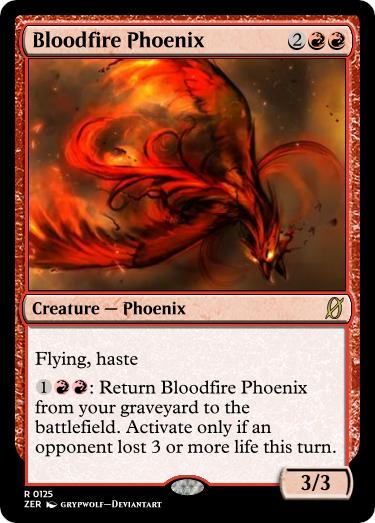 Bloodfire Phoenix 2
Creature — Phoenix
Flying, haste
1: Return Bloodfire Phoenix
from your graveyard to the
battlefield. Activate only if an
opponent lost 3 or more life this turn.
3/3
R 0125
ZER GRYPWOLF—DEVIANTART